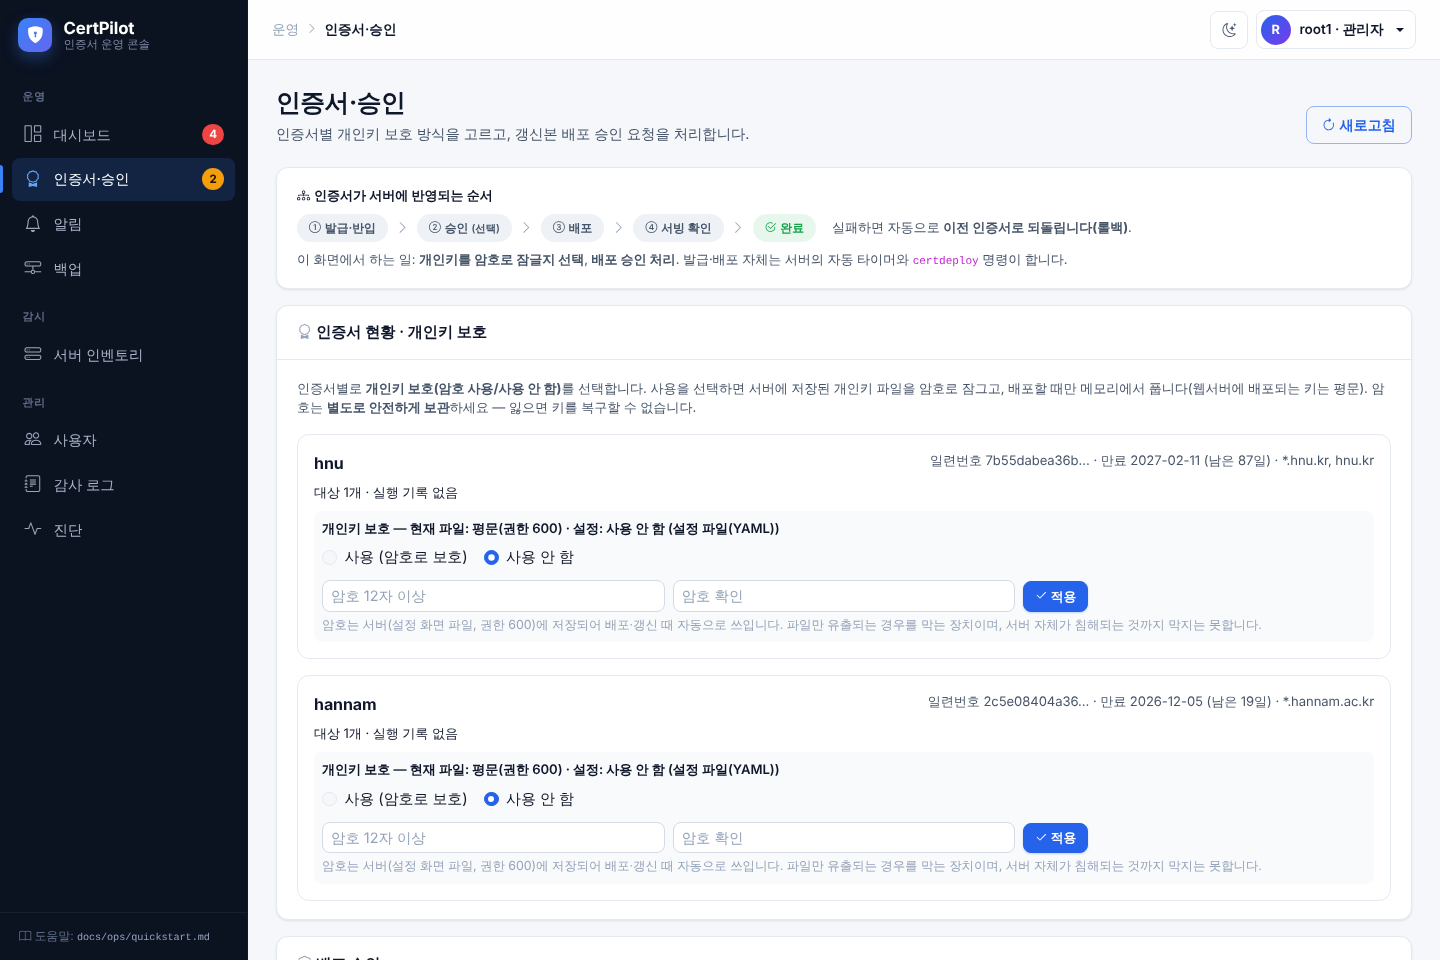 CertPilot
인증서 운영 콘솔
운영
대시보드 4
인증서·승인 2
알림
백업
감시
서버 인벤토리
관리
사용자
감사 로그
진단
도움말: docs/ops/quickstart.md
운영 > 인증서·승인
R root1 · 관리자
인증서·승인
인증서별 개인키 보호 방식을 고르고, 갱신본 배포 승인 요청을 처리합니다.
새로고침
인증서가 서버에 반영되는 순서
① 발급·반입 > ② 승인 (선택) > ③ 배포 > ④ 서빙 확인 > 완료 실패하면 자동으로 이전 인증서로 되돌립니다(롤백).
이 화면에서 하는 일: 개인키를 암호로 잠글지 선택, 배포 승인 처리. 발급·배포 자체는 서버의 자동 타이머와 certdeploy 명령이 합니다.
인증서 현황 · 개인키 보호
인증서별로 개인키 보호(암호 사용/사용 안 함)를 선택합니다. 사용을 선택하면 서버에 저장된 개인키 파일을 암호로 잠그고, 배포할 때만 메모리에서 풉니다(웹서버에 배포되는 키는 평문). 암
호는 별도로 안전하게 보관하세요 — 잃으면 키를 복구할 수 없습니다.
hnu
일련번호 7b55dabea36b... · 만료 2027-02-11 (남은 87일) · *.hnu.kr, hnu.kr
대상 1개 · 실행 기록 없음
개인키 보호 — 현재 파일: 평문(권한 600) · 설정: 사용 안 함 (설정 파일(YAML))
사용 (암호로 보호) 사용 안 함
암호 12자 이상 암호 확인 적용
암호는 서버(설정 화면 파일, 권한 600)에 저장되어 배포·갱신 때 자동으로 쓰입니다. 파일만 유출되는 경우를 막는 장치이며, 서버 자체가 침해되는 것까지 막지는 못합니다.
hannam
일련번호 2c5e08404a36... · 만료 2026-12-05 (남은 19일) · *.hannam.ac.kr
대상 1개 · 실행 기록 없음
개인키 보호 — 현재 파일: 평문(권한 600) · 설정: 사용 안 함 (설정 파일(YAML))
사용 (암호로 보호) 사용 안 함
암호 12자 이상 암호 확인 적용
암호는 서버(설정 화면 파일, 권한 600)에 저장되어 배포·갱신 때 자동으로 쓰입니다. 파일만 유출되는 경우를 막는 장치이며, 서버 자체가 침해되는 것까지 막지는 못합니다.